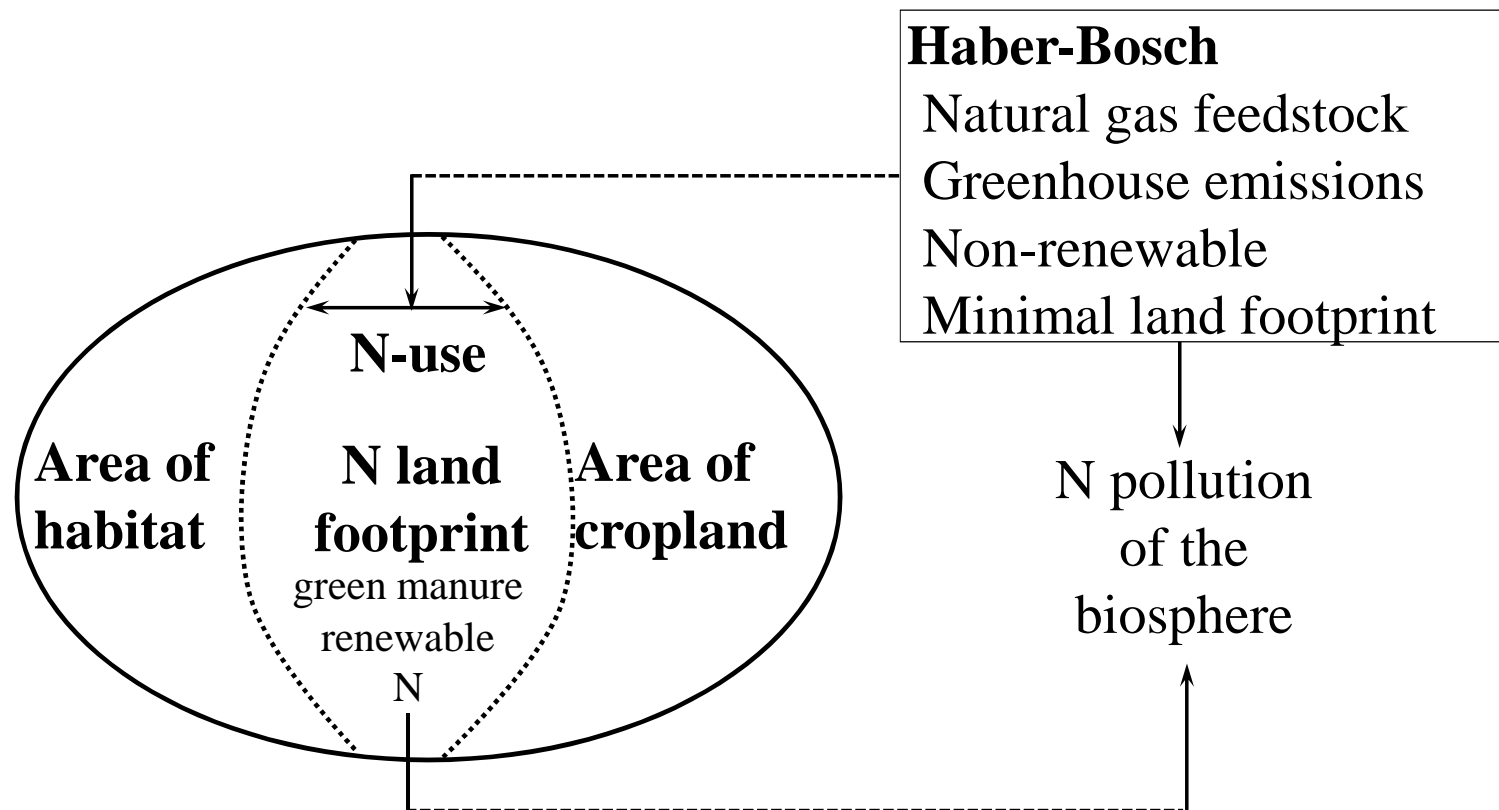 Haber-Bosch
Natural gas feedstock
Greenhouse emissions
Non-renewable
Minimal land footprint
N-use
Area of
habitat
N land
footprint
green manure
renewable
N
Area of
cropland
N pollution
of the
biosphere